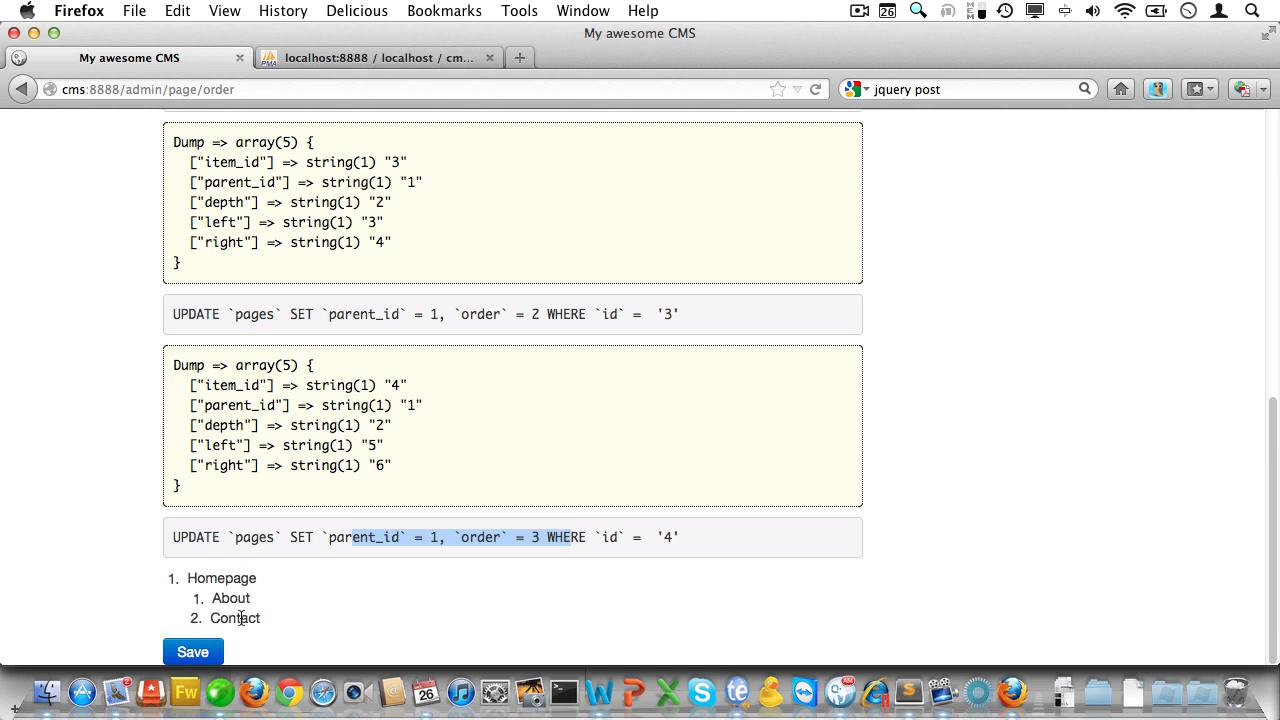 Firefox File Edit View History Delicious Bookmarks Tools Window Help
26
My awesome CMS
My awesome CMS
localhost:8888 / localhost / cm...
PMA
cms:8888/admin/page/order
jquery post
Dump => array(5) {
["item_id"] => string(1) "3"
["parent_id"] => string(1) "1"
["depth"] => string(1) "2"
["left"] => string(1) "3"
["right"] => string(1) "4"
}
UPDATE `pages` SET `parent_id` = 1, `order` = 2 WHERE `id` =  '3'
Dump => array(5) {
["item_id"] => string(1) "4"
["parent_id"] => string(1) "1"
["depth"] => string(1) "2"
["left"] => string(1) "5"
["right"] => string(1) "6"
}
UPDATE `pages` SET `parent_id` = 1, `order` = 3 WHERE `id` =  '4'
1. Homepage
1. About
2. Contact
Save
Fw
26